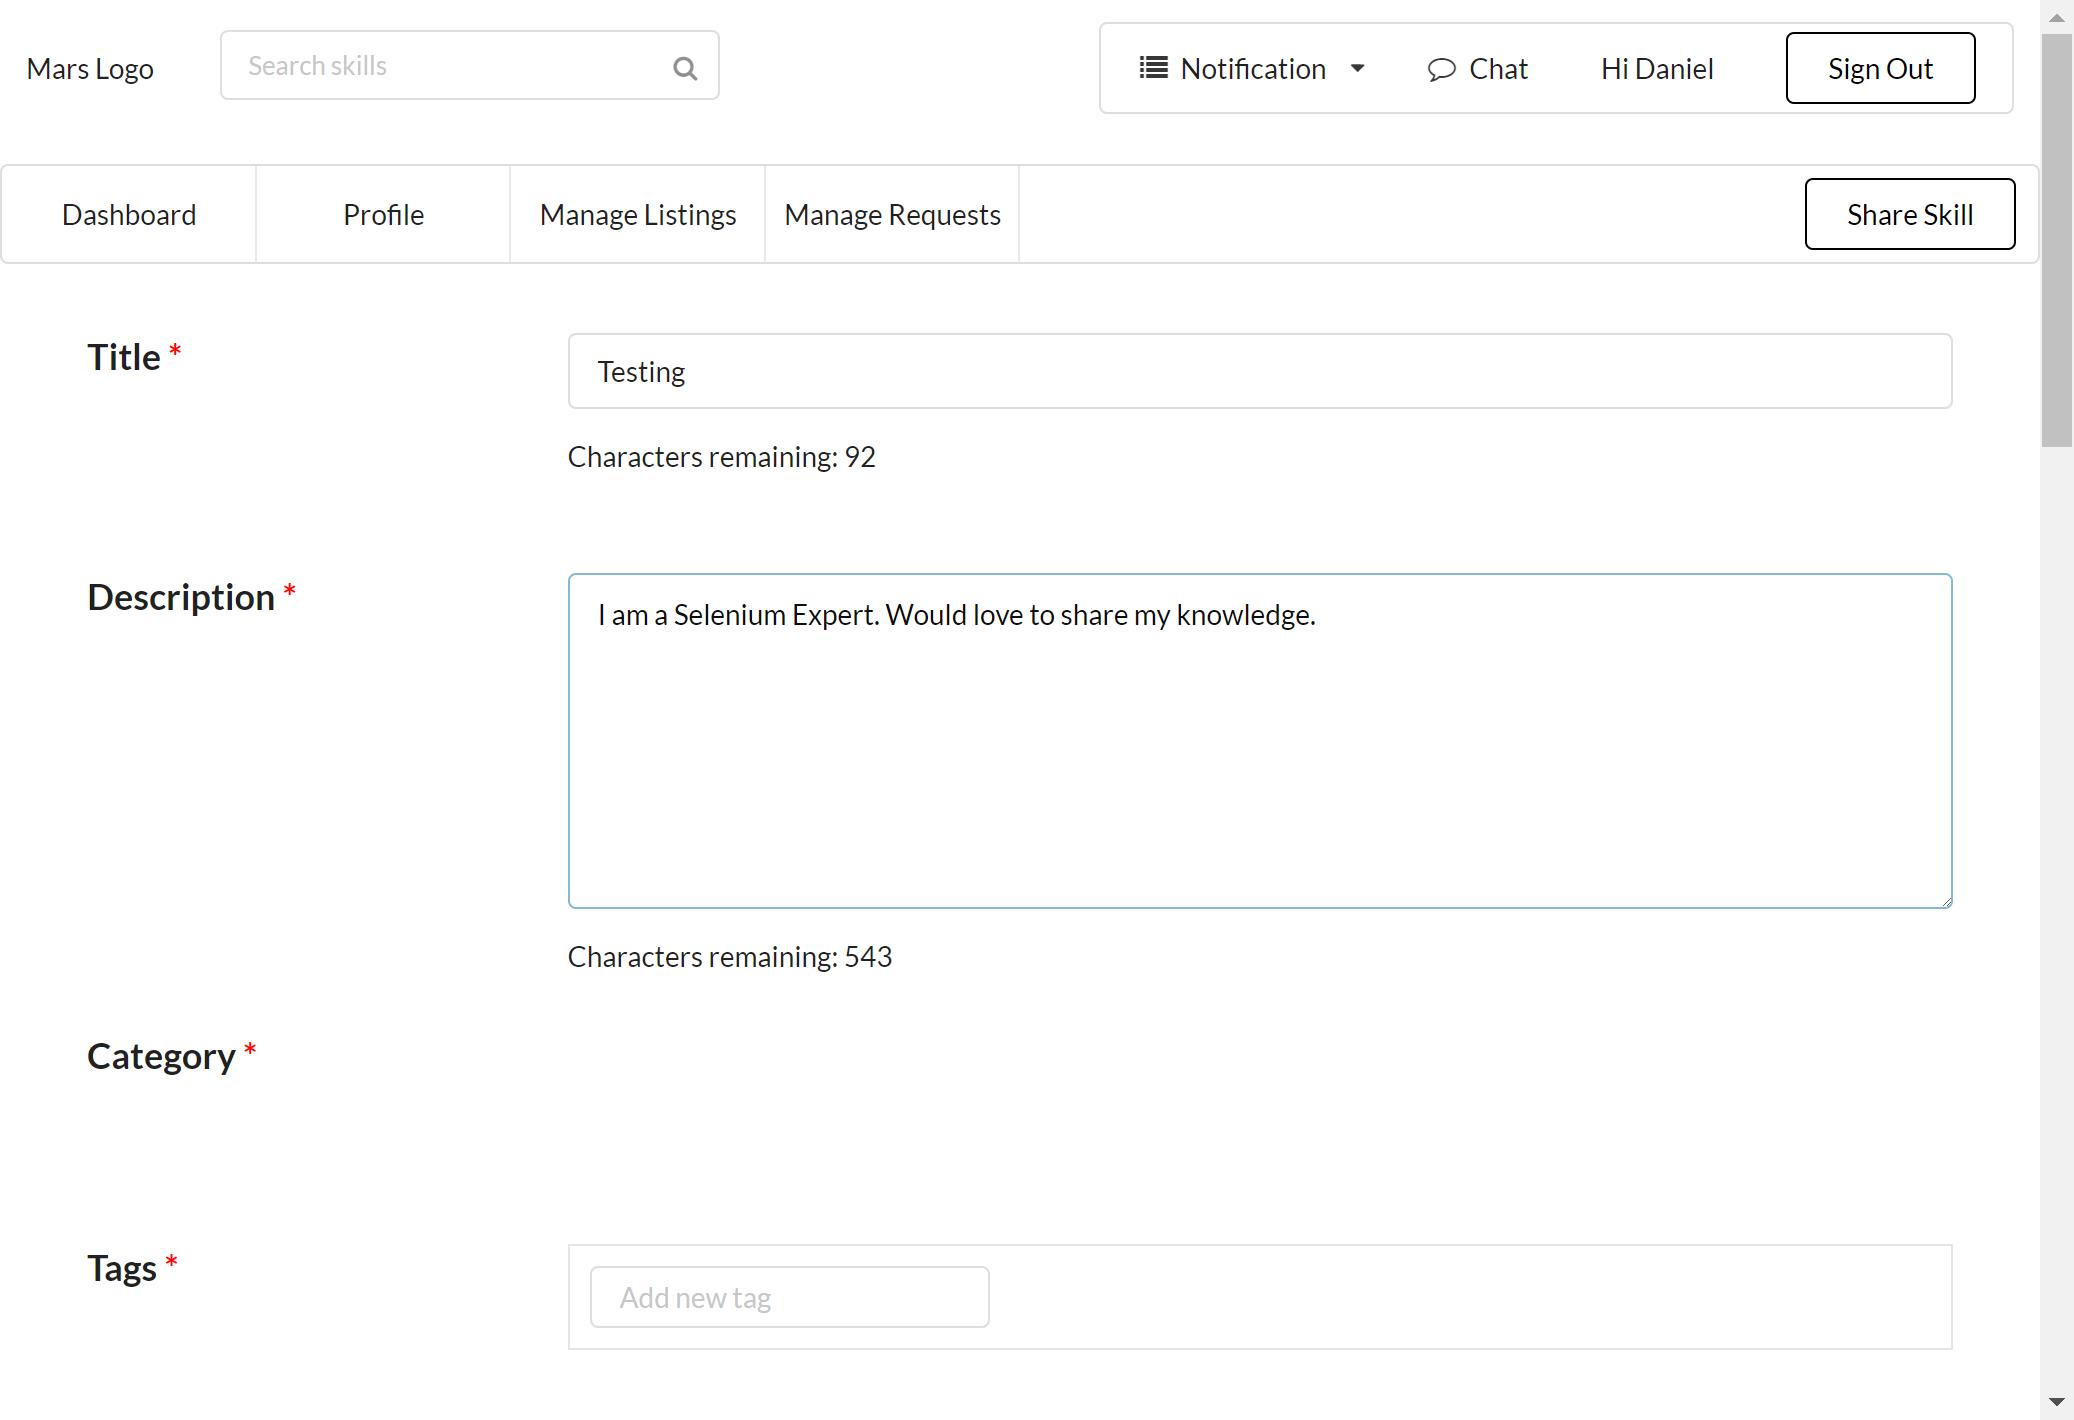 Mars Logo
Search skills
Notification
Chat
Hi Daniel
Sign Out
Dashboard
Profile
Manage Listings
Manage Requests
Share Skill
Title *
Testing
Characters remaining: 92
Description *
I am a Selenium Expert. Would love to share my knowledge.
Characters remaining: 543
Category *
Tags *
Add new tag